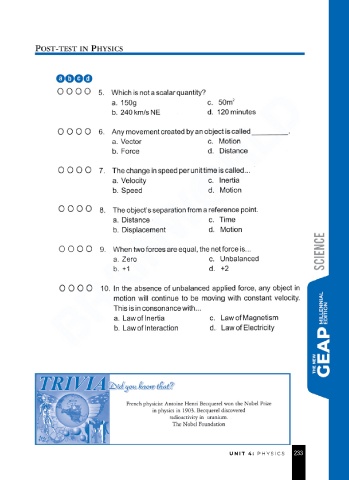 POST-TEST IN PHYSICS
a b c d
5. Which is not a scalar quantity?
a. 150g c. 50m²
b. 240 km/s NE d. 120 minutes
6. Any movement created by an object is called __________.
a. Vector c. Motion
b. Force d. Distance
7. The change in speed per unit time is called...
a. Velocity c. Inertia
b. Speed d. Motion
8. The object's separation from a reference point.
a. Distance c. Time
b. Displacement d. Motion
9. When two forces are equal, the net force is...
a. Zero c. Unbalanced
b. +1 d. +2
10. In the absence of unbalanced applied force, any object in
motion will continue to be moving with constant velocity.
This is in consonance with...
a. Law of Inertia c. Law of Magnetism
b. Law of Interaction d. Law of Electricity
SCIENCE
THE NEW
GEAP MILLENNIAL
EDITION
TRIVIA Did you know that?
French physicist Antoine Henri Becquerel won the Nobel Prize
in physics in 1903. Becquerel discovered
radioactivity in uranium.
The Nobel Foundation
UNIT 4: PHYSICS 233